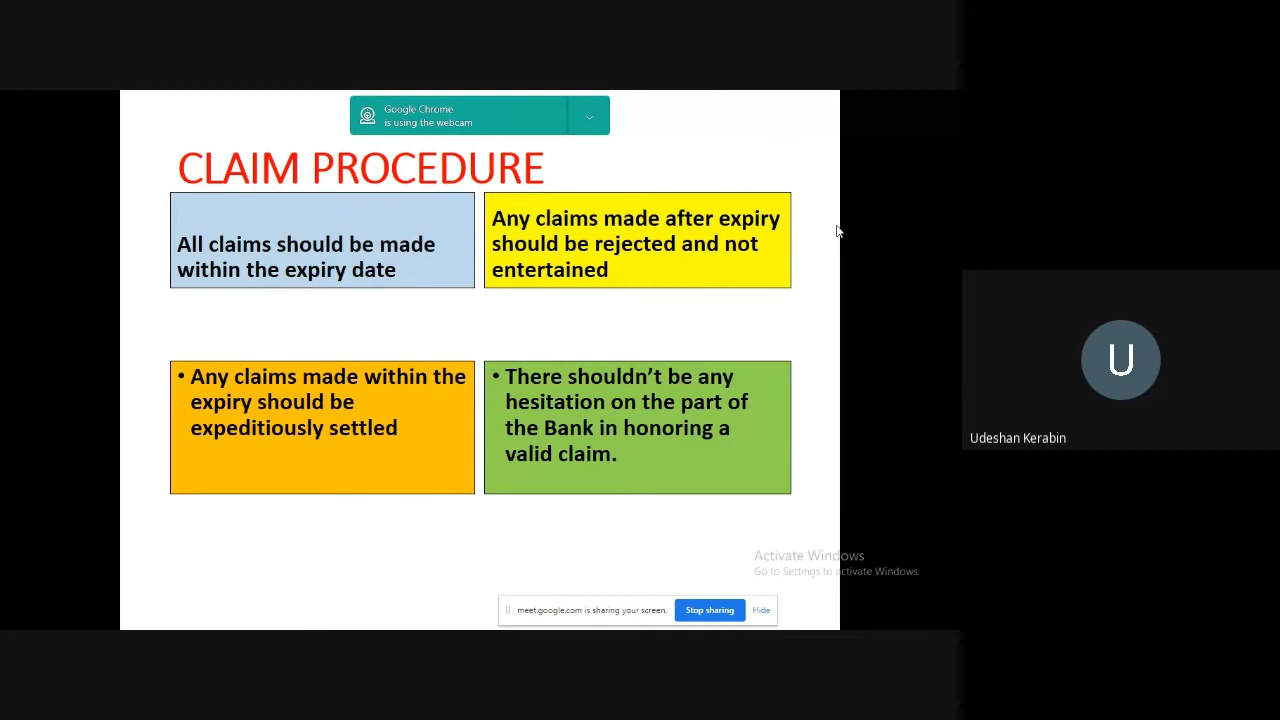 Google Chrome
is using the webcam
CLAIM PROCEDURE
All claims should be made
within the expiry date
Any claims made after expiry
should be rejected and not
entertained
• Any claims made within the
expiry should be
expeditiously settled
• There shouldn’t be any
hesitation on the part of
the Bank in honoring a
valid claim.
U
Udeshan Kerabin
Activate Windows
Go to Settings to activate Windows.
meet.google.com is sharing your screen.
Stop sharing
Hide